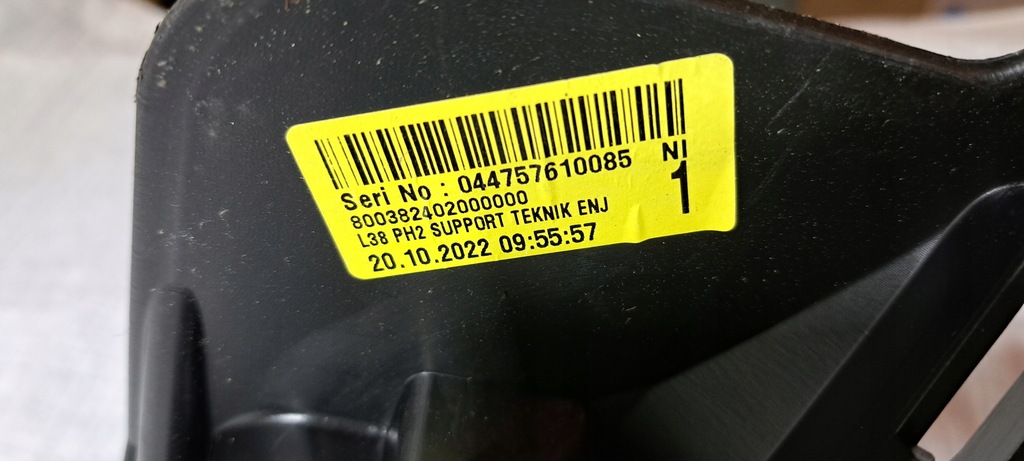 Seri No : 044757610085
NI
800382402000000
1
L38 PH2 SUPPORT TEKNIK ENJ
20.10.2022 09:55:57